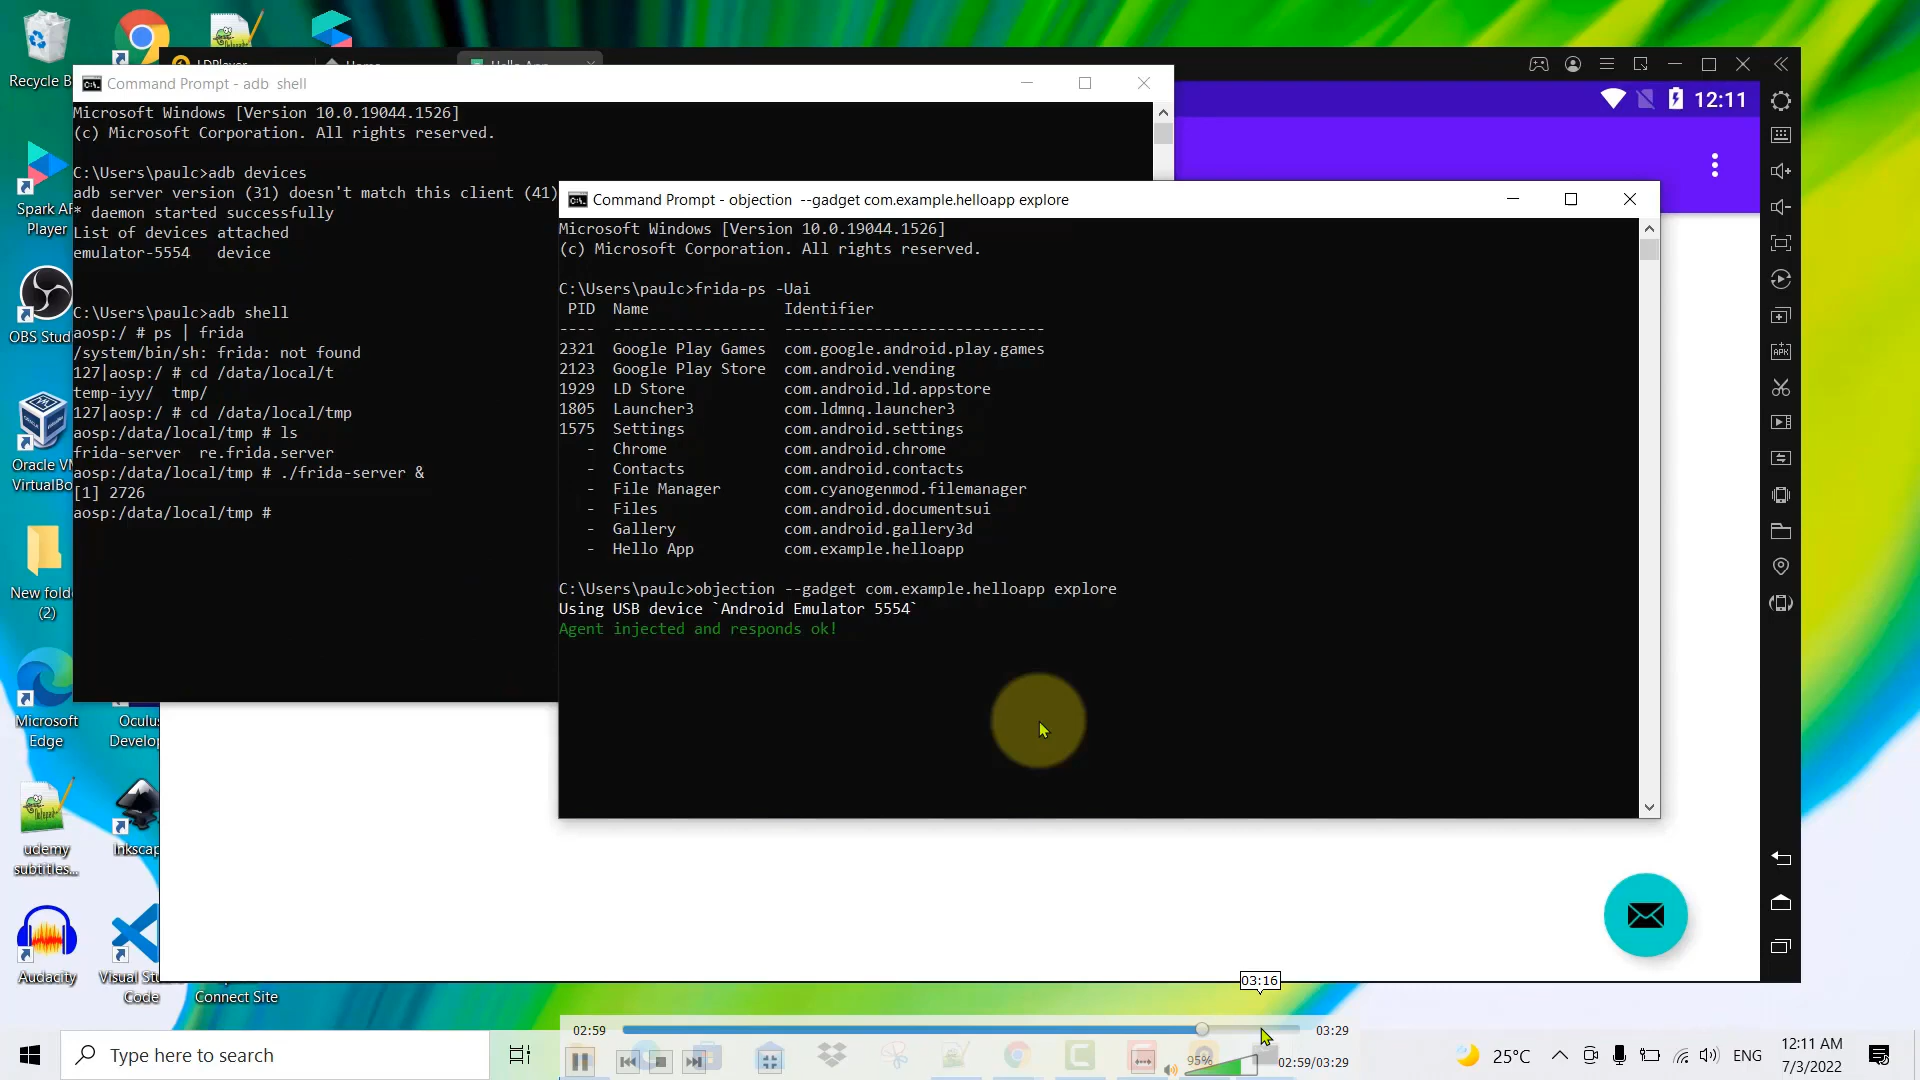 Recycle B
LDPlayer
Home
Hello App
Command Prompt - adb  shell
Microsoft Windows [Version 10.0.19044.1526]
(c) Microsoft Corporation. All rights reserved.
C:\Users\paulc>adb devices
adb server version (31) doesn't match this client (41)
* daemon started successfully
List of devices attached
emulator-5554   device
C:\Users\paulc>adb shell
aosp:/ # ps | frida
/system/bin/sh: frida: not found
127|aosp:/ # cd /data/local/t
temp-iyy/  tmp/
127|aosp:/ # cd /data/local/tmp
aosp:/data/local/tmp # ls
frida-server  re.frida.server
aosp:/data/local/tmp # ./frida-server &
[1] 2726
aosp:/data/local/tmp #
12:11
Command Prompt - objection  --gadget com.example.helloapp explore
Microsoft Windows [Version 10.0.19044.1526]
(c) Microsoft Corporation. All rights reserved.
C:\Users\paulc>frida-ps -Uai
PID  Name               Identifier
----  -----------------  -----------------------------
2321  Google Play Games  com.google.android.play.games
2123  Google Play Store  com.android.vending
1929  LD Store           com.android.ld.appstore
1805  Launcher3          com.ldmnq.launcher3
1575  Settings           com.android.settings
-  Chrome             com.android.chrome
-  Contacts           com.android.contacts
-  File Manager       com.cyanogenmod.filemanager
-  Files              com.android.documentsui
-  Gallery            com.android.gallery3d
-  Hello App          com.example.helloapp
C:\Users\paulc>objection --gadget com.example.helloapp explore
Using USB device `Android Emulator 5554`
Agent injected and responds ok!
APK
Spark AR
Player
OBS Studi
Oracle VM
VirtualBo
New folde
(2)
Microsoft
Edge
Oculus
Develop
udemy
subtitles...
Inkscap
Audacity
Visual Stu
Code
Connect Site
03:16
02:59
03:29
95%
02:59/03:29
Type here to search
25°C
ENG
12:11 AM
7/3/2022